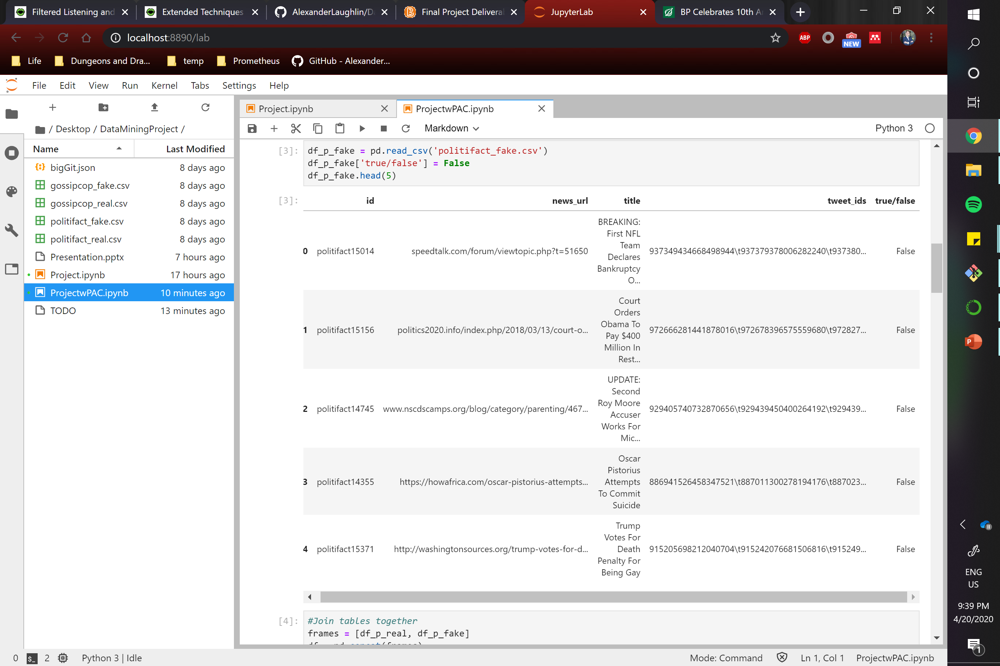 Filtered Listening and
Extended Techniques
AlexanderLaughlin/Da
Final Project Deliveral
JupyterLab
BP Celebrates 10th A
localhost:8890/lab
ABP
NEW
Life
Dungeons and Dra...
temp
Prometheus
GitHub - Alexander...
File Edit View Run Kernel Tabs Settings Help
/ Desktop / DataMiningProject /
Name Last Modified
bigGit.json 8 days ago
gossipcop_fake.csv 8 days ago
gossipcop_real.csv 8 days ago
politifact_fake.csv 8 days ago
politifact_real.csv 8 days ago
Presentation.pptx 7 hours ago
Project.ipynb 17 hours ago
ProjectwPAC.ipynb 10 minutes ago
TODO 13 minutes ago
Project.ipynb
ProjectwPAC.ipynb
Markdown
Python 3
[3]: df_p_fake = pd.read_csv('politifact_fake.csv')
df_p_fake['true/false'] = False
df_p_fake.head(5)
[3]: id news_url title tweet_ids true/false
BREAKING:
First NFL
Team
0 politifact15014 speedtalk.com/forum/viewtopic.php?t=51650 937349434668498944\t937379378006282240\t937380... False
Declares
Bankruptcy
O...
Court
Orders
Obama To
1 politifact15156 politics2020.info/index.php/2018/03/13/court-o... 972666281441878016\t972678396575559680\t972827... False
Pay $400
Million In
Rest...
UPDATE:
Second
Roy Moore
2 politifact14745 www.nscdscamps.org/blog/category/parenting/467... 929405740732870656\t929439450400264192\t929439... False
Accuser
Works For
Mic...
Oscar
Pistorius
3 politifact14355 https://howafrica.com/oscar-pistorius-attempts... Attempts 886941526458347521\t887011300278194176\t887023... False
To Commit
Suicide
Trump
Votes For
4 politifact15371 http://washingtonsources.org/trump-votes-for-d... Death 915205698212040704\t915242076681506816\t915249... False
Penalty For
Being Gay
[4]: #Join tables together
frames = [df_p_real, df_p_fake]
ENG
US
9:39 PM
4/20/2020
1
0 $_ 2 Python 3 | Idle
Mode: Command Ln 1, Col 1 ProjectwPAC.ipynb